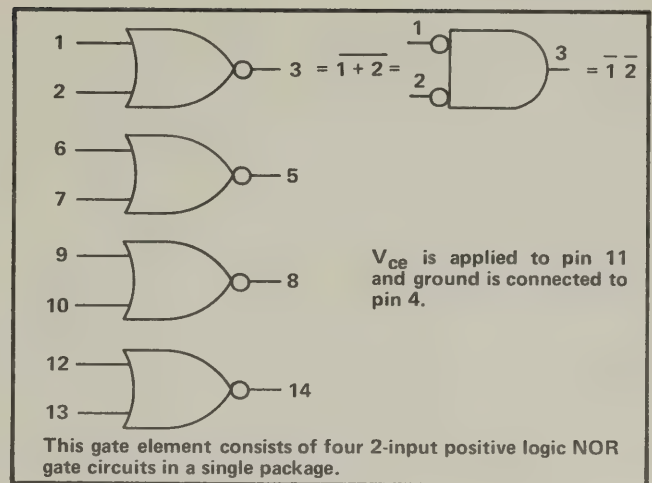 1
2
3 = 1 + 2 =
1
2
3
= 1 2
6
7
5
9
10
8
Vce is applied to pin 11
and ground is connected to
pin 4.
12
13
14
This gate element consists of four 2-input positive logic NOR
gate circuits in a single package.